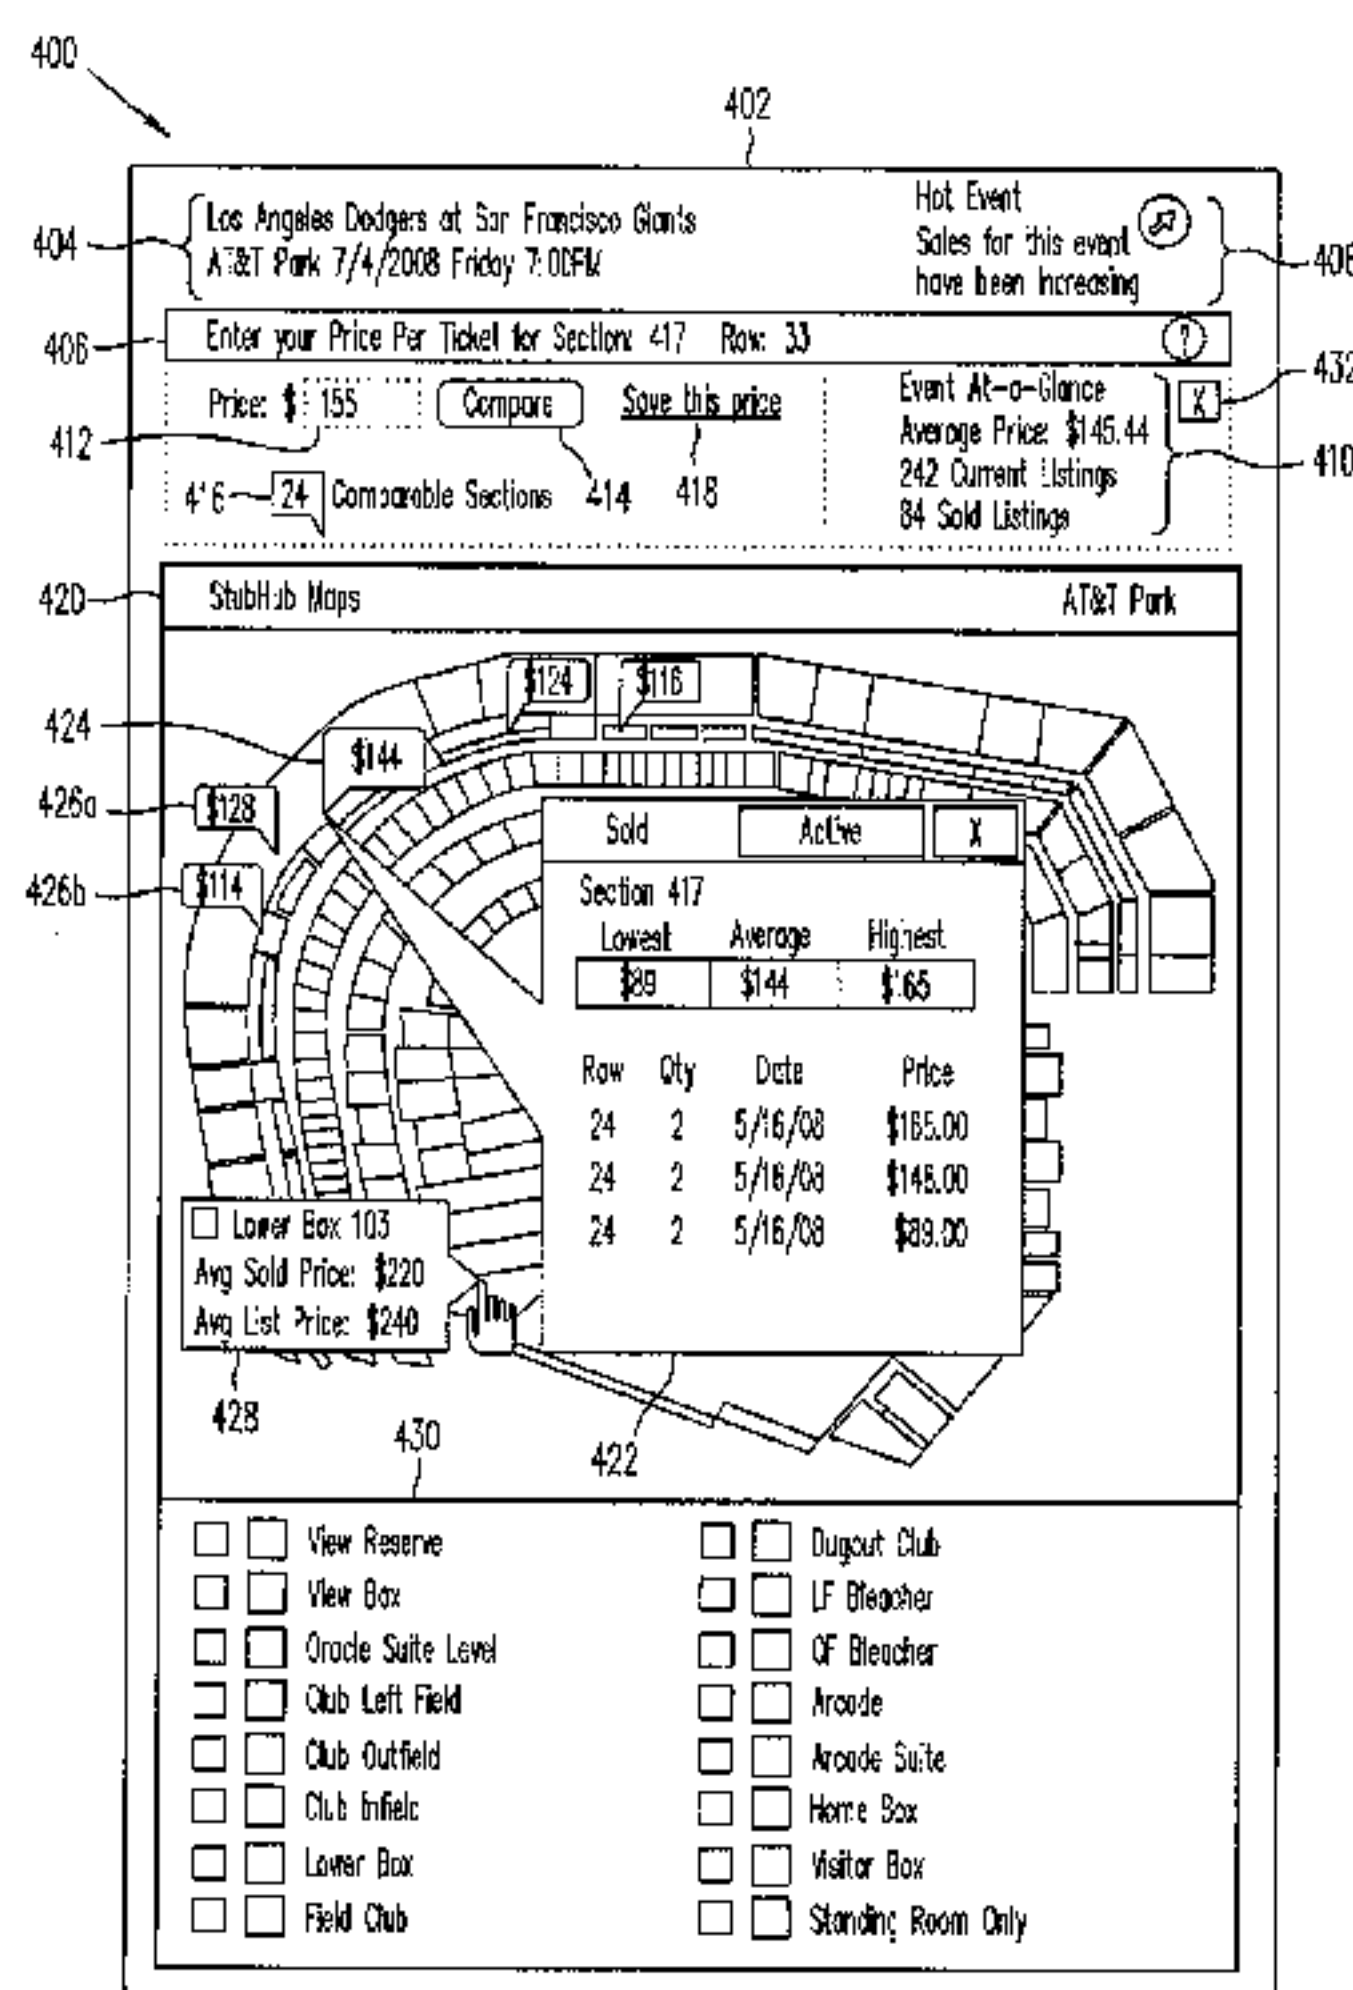 400
402
Los Angeles Dodgers at San Francisco Giants
AT&T Park 7/4/2008 Friday 7:00PM
404
Hot Event
Sales for this event
have been increasing
408
406
Enter your Price Per Ticket for Section: 417 Row: 33
?
Price: $ 155
Compare
Save this price
412
416
24
Comparable Sections
414
418
Event At-a-Glance
Average Price: $145.44
242 Current Listings
84 Sold Listings
X
432
410
420
StubHub Maps
AT&T Park
$124
$116
424
$144
426a
$128
426b
$114
Sold
Active
X
Section 417
Lowest Average Highest
$89 $144 $165
Row Qty Date Price
24 2 5/16/08 $165.00
24 2 5/16/08
24 2 5/16/08 $89.00
Lower Box 103
Avg Sold Price: $220
Avg List Price: $240
428
430
422
View Reserve
View Box
Oracle Suite Level
Club Left Field
Club Outfield
Club Infield
Lower Box
Field Club
Dugout Club
LF Bleacher
CF Bleacher
Arcade
Arcade Suite
Home Box
Visitor Box
Standing Room Only